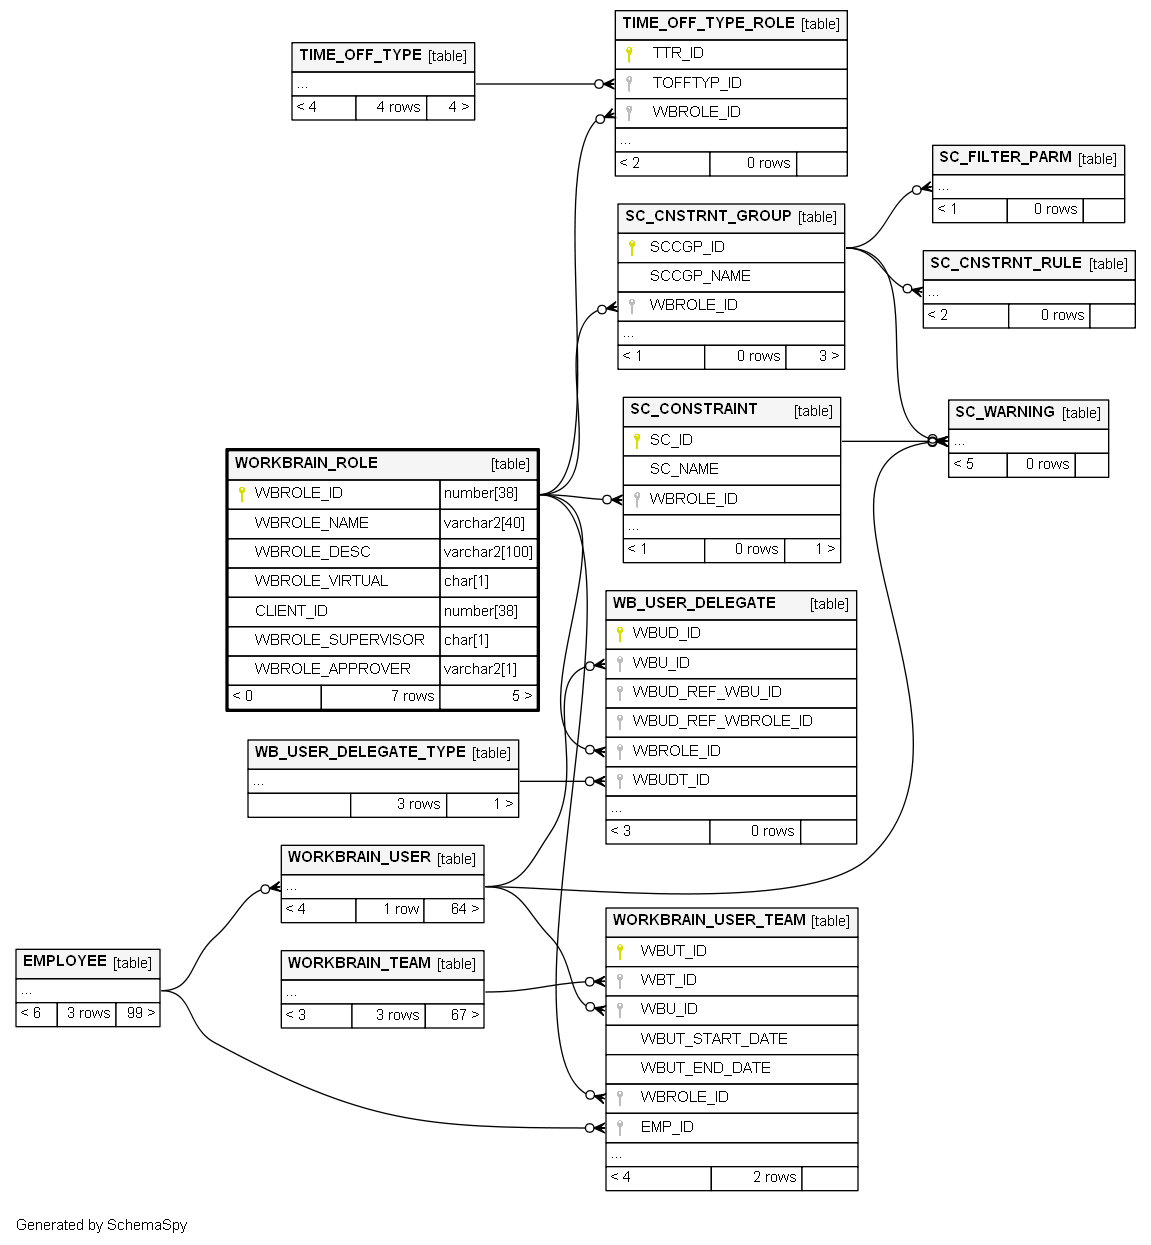 TIME_OFF_TYPE [table]
...
< 4 4 rows 4 >
TIME_OFF_TYPE_ROLE [table]
TTR_ID
TOFFTYP_ID
WBROLE_ID
...
< 2 0 rows
SC_FILTER_PARM [table]
...
< 1 0 rows
SC_CNSTRNT_GROUP [table]
SCCGP_ID
SCCGP_NAME
WBROLE_ID
...
< 1 0 rows 3 >
SC_CNSTRNT_RULE [table]
...
< 2 0 rows
SC_CONSTRAINT [table]
SC_ID
SC_NAME
WBROLE_ID
...
< 1 0 rows 1 >
SC_WARNING [table]
...
< 5 0 rows
WORKBRAIN_ROLE [table]
WBROLE_ID number[38]
WBROLE_NAME varchar2[40]
WBROLE_DESC varchar2[100]
WBROLE_VIRTUAL char[1]
CLIENT_ID number[38]
WBROLE_SUPERVISOR char[1]
WBROLE_APPROVER varchar2[1]
< 0 7 rows 5 >
WB_USER_DELEGATE [table]
WBUD_ID
WBU_ID
WBUD_REF_WBU_ID
WBUD_REF_WBROLE_ID
WBROLE_ID
WBUDT_ID
...
< 3 0 rows
WB_USER_DELEGATE_TYPE [table]
...
3 rows 1 >
WORKBRAIN_USER [table]
...
< 4 1 row 64 >
EMPLOYEE [table]
...
< 6 3 rows 99 >
WORKBRAIN_TEAM [table]
...
< 3 3 rows 67 >
WORKBRAIN_USER_TEAM [table]
WBUT_ID
WBT_ID
WBU_ID
WBUT_START_DATE
WBUT_END_DATE
WBROLE_ID
EMP_ID
...
< 4 2 rows
Generated by SchemaSpy